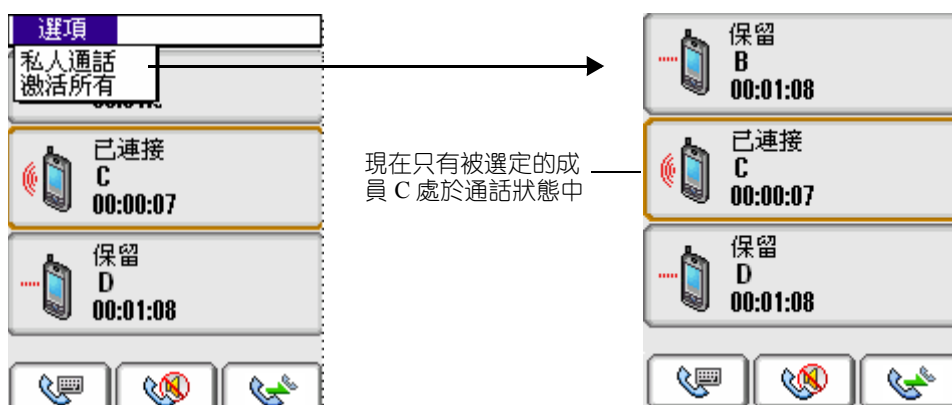 選項
私人通話
激活所有
已連接
C
00:00:07
保留
D
00:01:08
現在只有被選定的成
員 C 處於通話狀態中
保留
B
00:01:08
已連接
C
00:00:07
保留
D
00:01:08